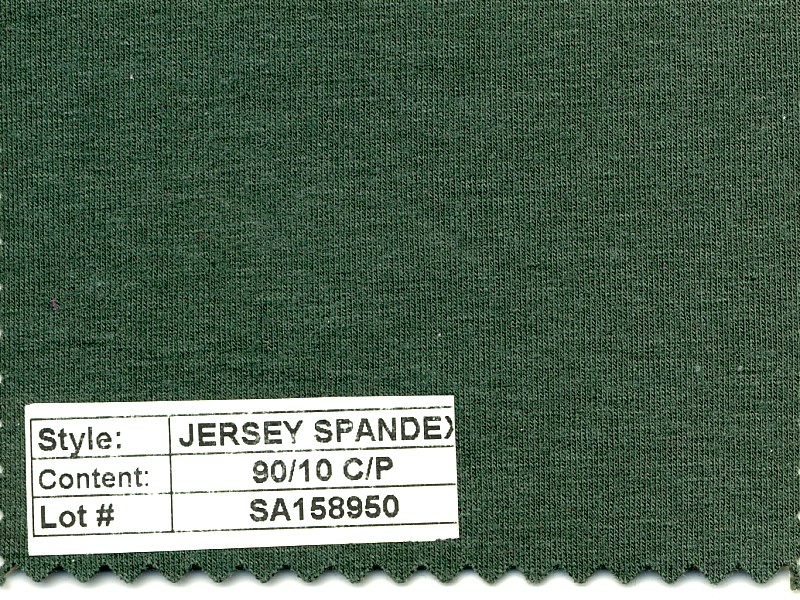 Style: JERSEY SPANDEX
Content: 90/10 C/P
Lot # SA158950